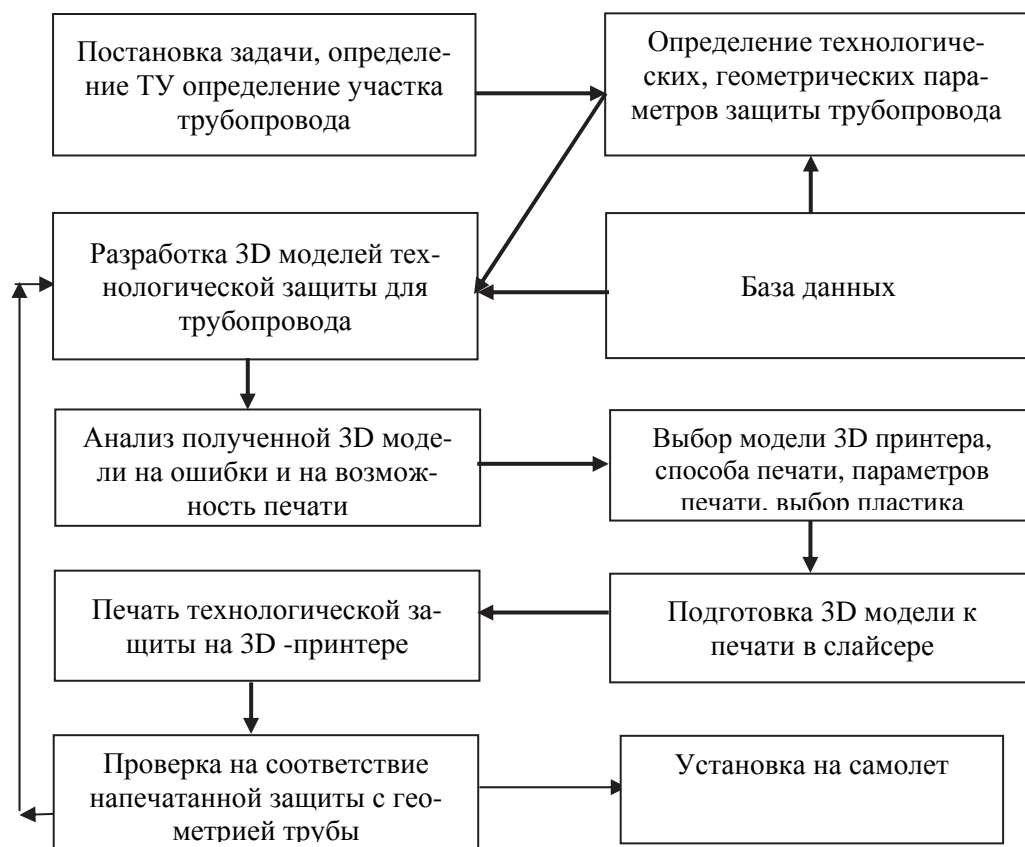 Постановка задачи, определе-
ние ТУ определение участка
трубопровода
Определение технологиче-
ских, геометрических пара-
метров защиты трубопровода
Разработка 3D моделей тех-
нологической защиты для
трубопровода
База данных
Анализ полученной 3D моде-
ли на ошибки и на возмож-
ность печати
Выбор модели 3D принтера,
способа печати, параметров
печати, выбор пластика
Печать технологической за-
щиты на 3D -принтере
Подготовка 3D модели к
печати в слайсере
Проверка на соответствие
напечатанной защиты с гео-
метрией трубы
Установка на самолет